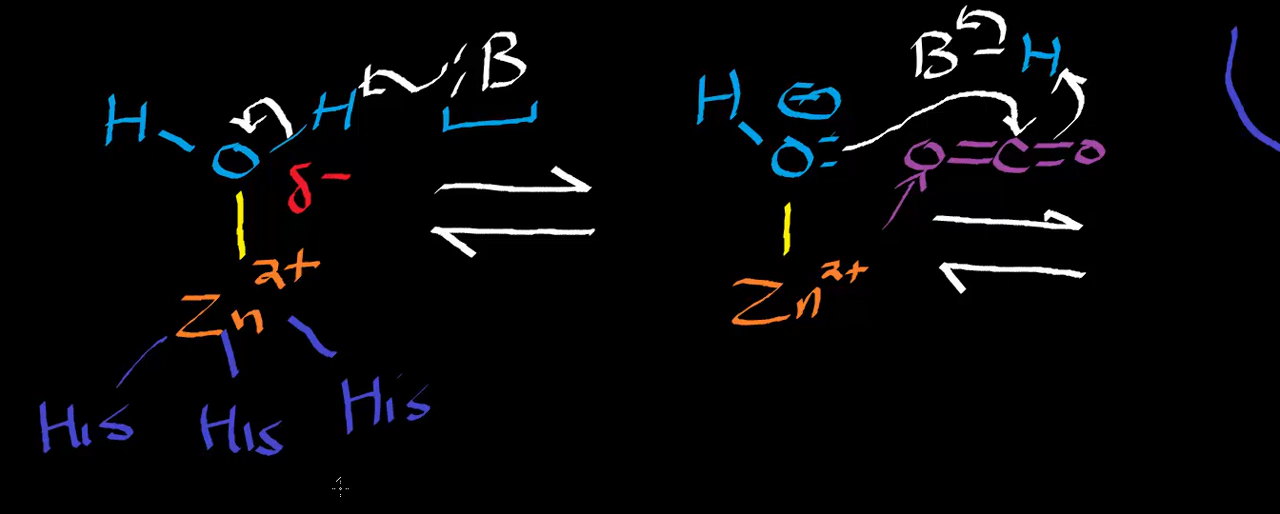 H H :B
O
δ−
Zn 2+
His His His
B − H
H ⊖
O: O=C=O
Zn 2+